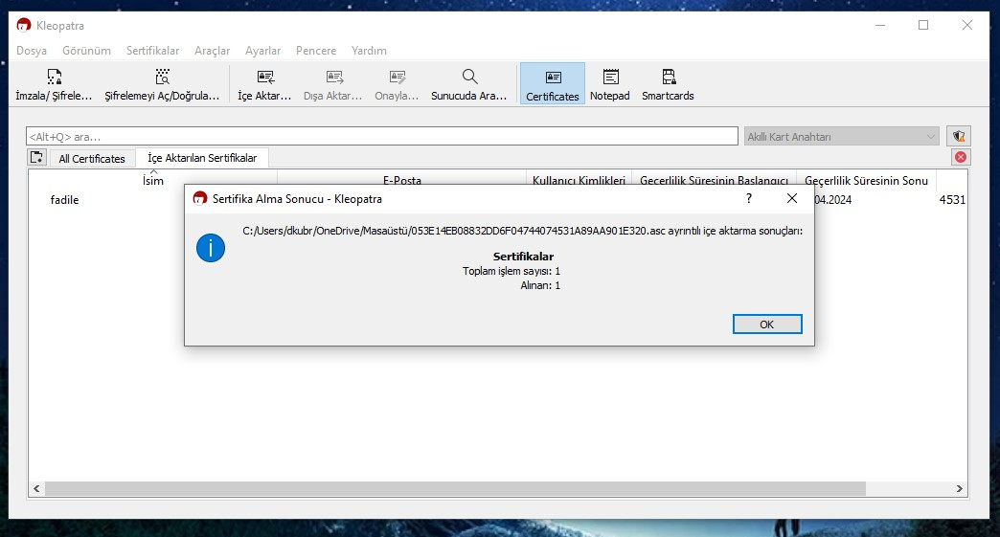 Kleopatra
Dosya Görünüm Sertifikalar Araçlar Ayarlar Pencere Yardım
İmzala/ Şifrele... Şifrelemeyi Aç/Doğrula... İçe Aktar... Dışa Aktar... Onayla... Sunucuda Ara... Certificates Notepad Smartcards
<Alt+Q> ara... Akıllı Kart Anahtarı
All Certificates İçe Aktarılan Sertifikalar
İsim E-Posta Kullanıcı Kimlikleri Geçerlilik Süresinin Başlangıcı Geçerlilik Süresinin Sonu
fadile .04.2024 4531
Sertifika Alma Sonucu - Kleopatra ?
C:/Users/dkubr/OneDrive/Masaüstü/053E14EB08832DD6F04744074531A89AA901E320.asc ayrıntılı içe aktarma sonuçları:
Sertifikalar
Toplam işlem sayısı: 1
Alınan: 1
OK